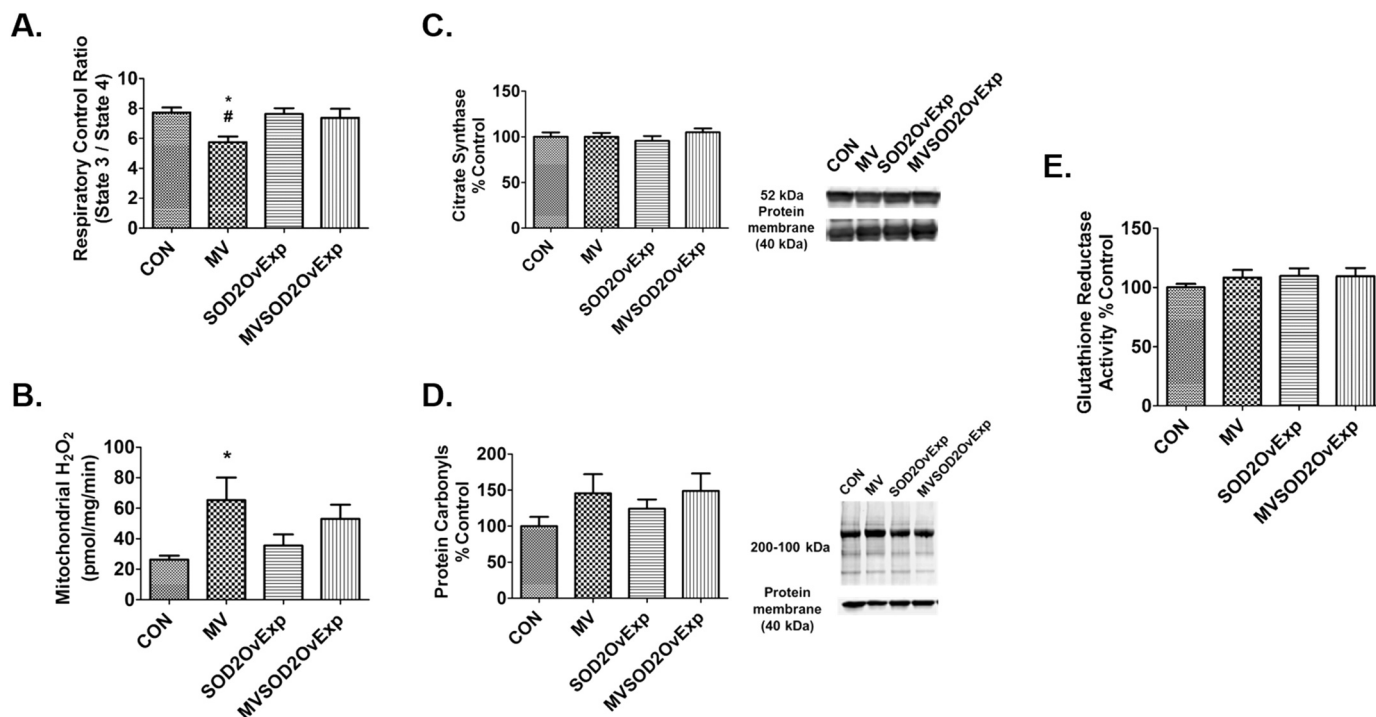 A.
Respiratory Control Ratio
(State 3 / State 4)
10
8
6
4
2
0
*
#
CON
MV
SOD2OvExp
MVSOD2OvExp
B.
Mitochondrial H₂O₂
(pmol/mg/min)
100
80
60
40
20
0
*
CON
MV
SOD2OvExp
MVSOD2OvExp
C.
Citrate Synthase
% Control
150
100
50
0
CON
MV
SOD2OvExp
MVSOD2OvExp
CON
MV
SOD2OvExp
MVSOD2OvExp
52 kDa
Protein
membrane
(40 kDa)
D.
Protein Carbonyls
% Control
200
150
100
50
0
CON
MV
SOD2OvExp
MVSOD2OvExp
CON
MV
SOD2OvExp
MVSOD2OvExp
200-100 kDa
Protein
membrane
(40 kDa)
E.
Glutathione Reductase
Activity % Control
150
100
50
0
CON
MV
SOD2OvExp
MVSOD2OvExp